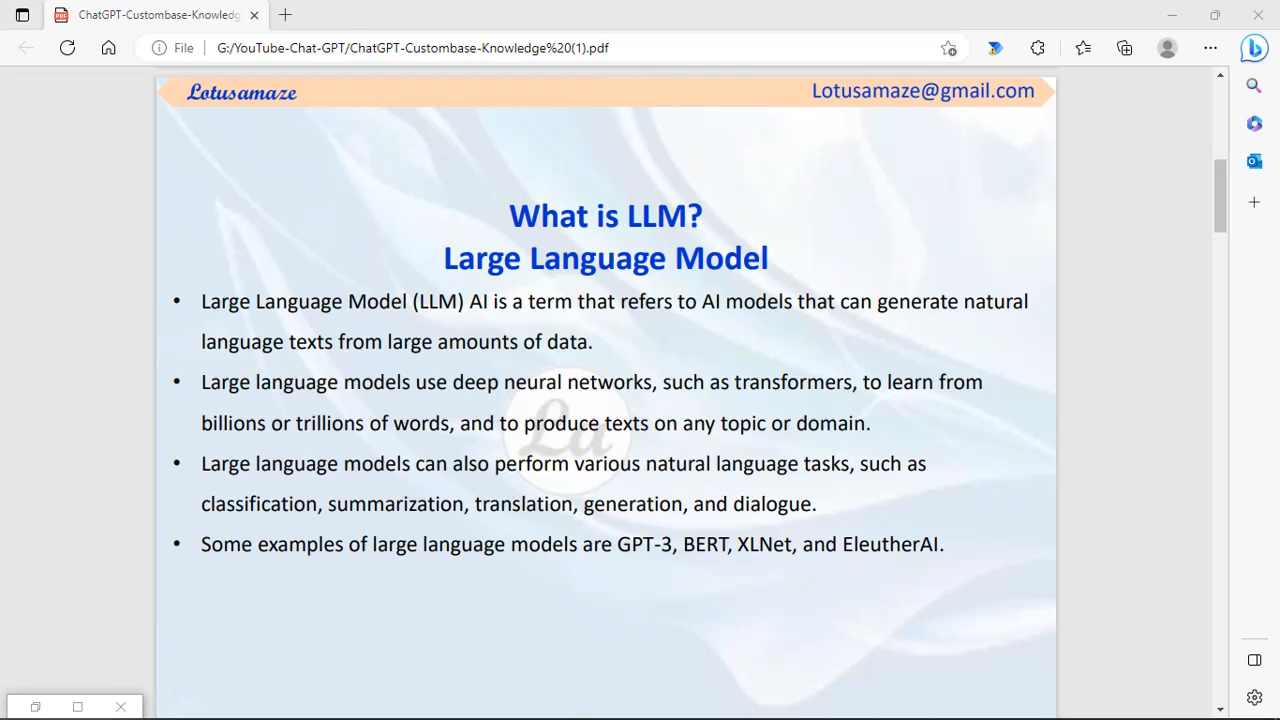 ChatGPT-Custombase-Knowledg
File
G:/YouTube-Chat-GPT/ChatGPT-Custombase-Knowledge%20(1).pdf
Lotusamaze
Lotusamaze@gmail.com
What is LLM?
Large Language Model
• Large Language Model (LLM) AI is a term that refers to AI models that can generate natural
language texts from large amounts of data.
• Large language models use deep neural networks, such as transformers, to learn from
billions or trillions of words, and to produce texts on any topic or domain.
• Large language models can also perform various natural language tasks, such as
classification, summarization, translation, generation, and dialogue.
• Some examples of large language models are GPT-3, BERT, XLNet, and EleutherAI.
La